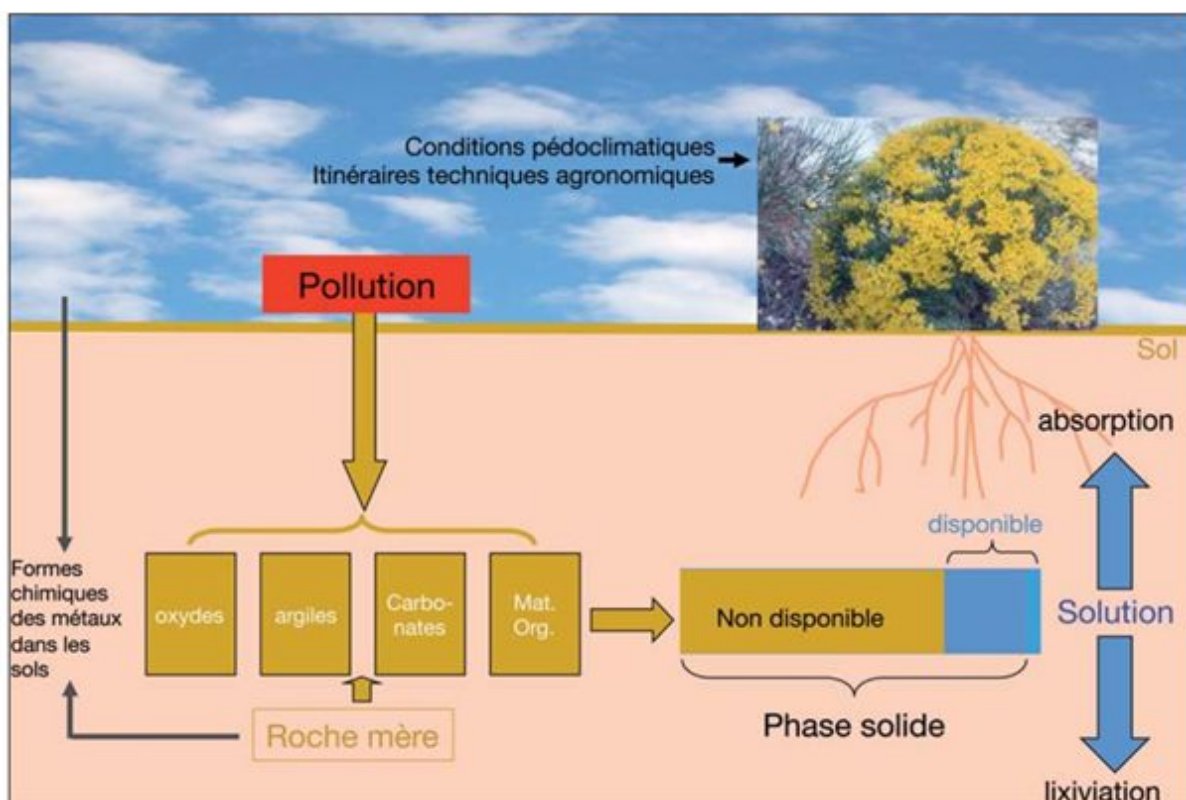 Conditions pédoclimatiques
Itinéraires techniques agronomiques
Pollution
Sol
absorption
disponible
Formes
chimiques
des métaux
dans les
sols
oxydes
argiles
Carbo-
nates
Mat.
Org.
Non disponible
Solution
Phase solide
Roche mère
lixiviation